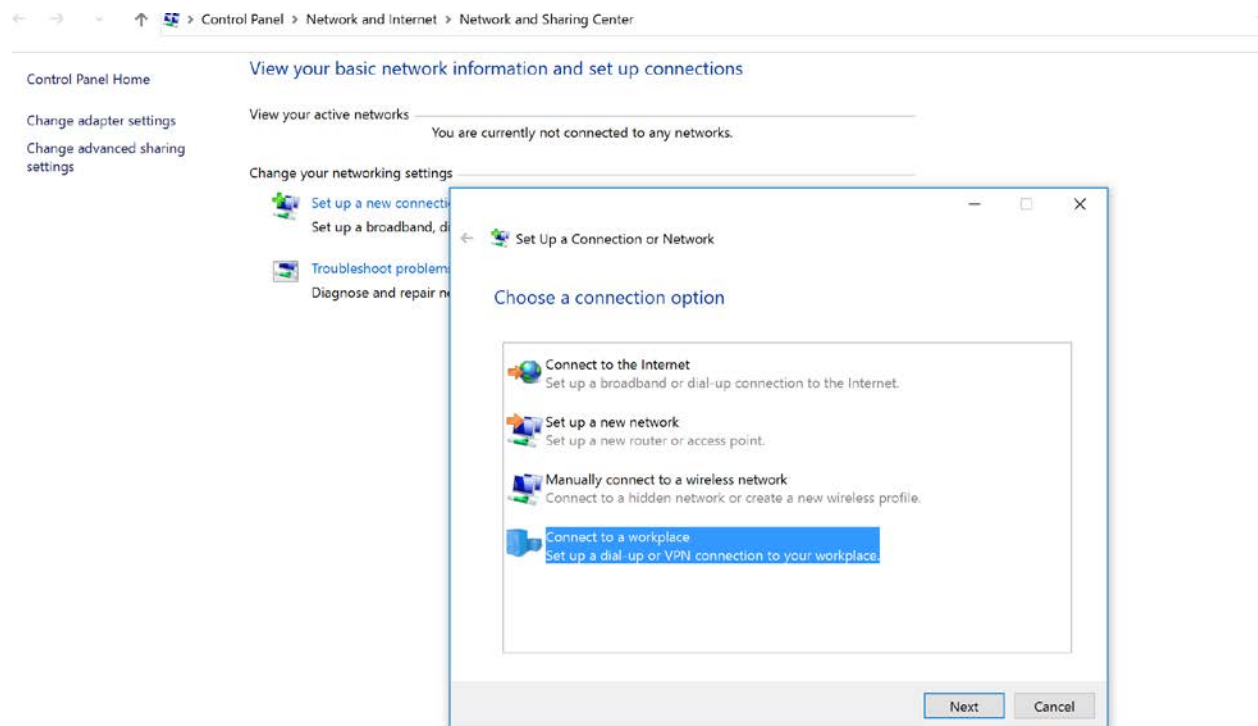 Control Panel > Network and Internet > Network and Sharing Center
Control Panel Home
Change adapter settings
Change advanced sharing
settings
View your basic network information and set up connections
View your active networks
You are currently not connected to any networks.
Change your networking settings
Set up a new connecti
Set up a broadband, di
Troubleshoot problem
Diagnose and repair ne
Set Up a Connection or Network
Choose a connection option
Connect to the Internet
Set up a broadband or dial-up connection to the Internet.
Set up a new network
Set up a new router or access point.
Manually connect to a wireless network
Connect to a hidden network or create a new wireless profile.
Connect to a workplace
Set up a dial-up or VPN connection to your workplace.
Next Cancel